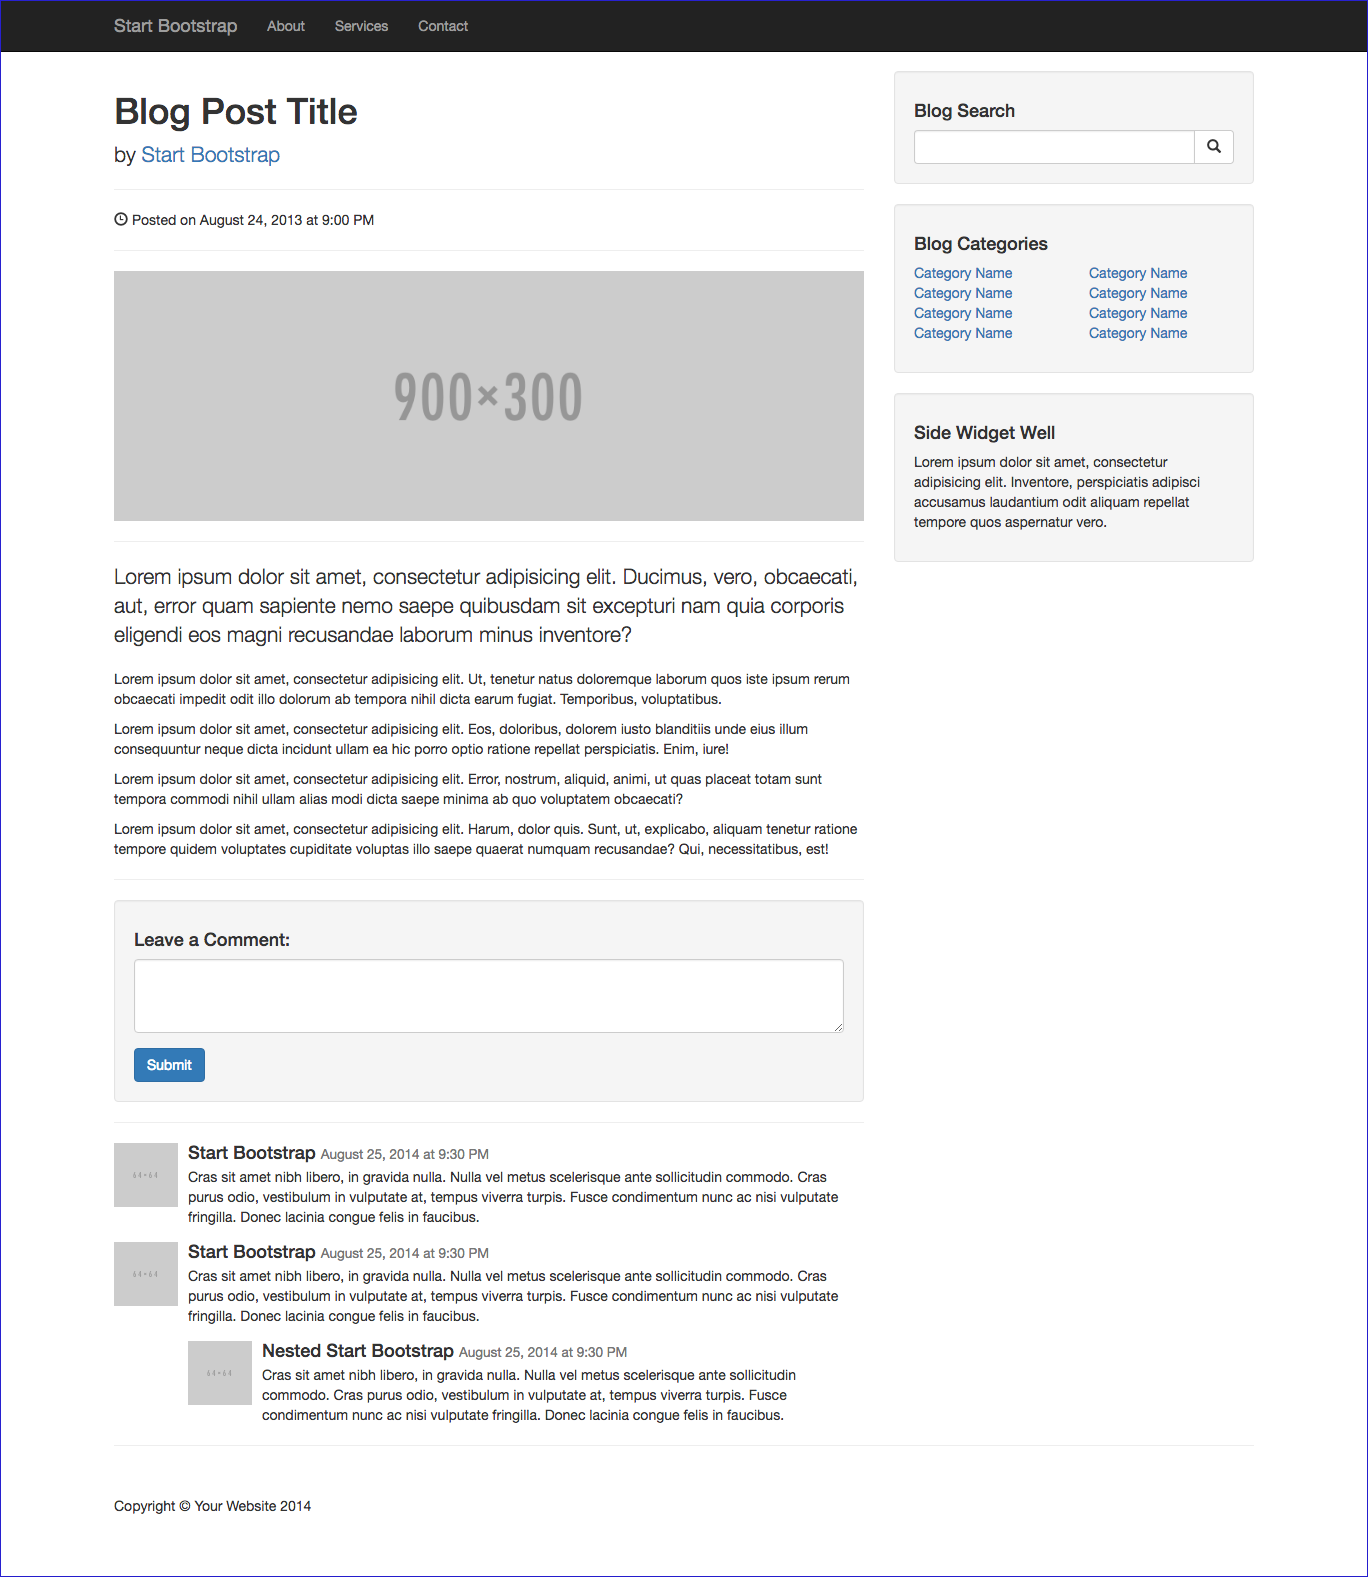 Start Bootstrap About Services Contact
Blog Post Title
by Start Bootstrap
Posted on August 24, 2013 at 9:00 PM
900×300
Lorem ipsum dolor sit amet, consectetur adipisicing elit. Ducimus, vero, obcaecati,
aut, error quam sapiente nemo saepe quibusdam sit excepturi nam quia corporis
eligendi eos magni recusandae laborum minus inventore?
Lorem ipsum dolor sit amet, consectetur adipisicing elit. Ut, tenetur natus doloremque laborum quos iste ipsum rerum
obcaecati impedit odit illo dolorum ab tempora nihil dicta earum fugiat. Temporibus, voluptatibus.
Lorem ipsum dolor sit amet, consectetur adipisicing elit. Eos, doloribus, dolorem iusto blanditiis unde eius illum
consequuntur neque dicta incidunt ullam ea hic porro optio ratione repellat perspiciatis. Enim, iure!
Lorem ipsum dolor sit amet, consectetur adipisicing elit. Error, nostrum, aliquid, animi, ut quas placeat totam sunt
tempora commodi nihil ullam alias modi dicta saepe minima ab quo voluptatem obcaecati?
Lorem ipsum dolor sit amet, consectetur adipisicing elit. Harum, dolor quis. Sunt, ut, explicabo, aliquam tenetur ratione
tempore quidem voluptates cupiditate voluptas illo saepe quaerat numquam recusandae? Qui, necessitatibus, est!
Leave a Comment:
Submit
64×64
Start Bootstrap August 25, 2014 at 9:30 PM
Cras sit amet nibh libero, in gravida nulla. Nulla vel metus scelerisque ante sollicitudin commodo. Cras
purus odio, vestibulum in vulputate at, tempus viverra turpis. Fusce condimentum nunc ac nisi vulputate
fringilla. Donec lacinia congue felis in faucibus.
64×64
Start Bootstrap August 25, 2014 at 9:30 PM
Cras sit amet nibh libero, in gravida nulla. Nulla vel metus scelerisque ante sollicitudin commodo. Cras
purus odio, vestibulum in vulputate at, tempus viverra turpis. Fusce condimentum nunc ac nisi vulputate
fringilla. Donec lacinia congue felis in faucibus.
64×64
Nested Start Bootstrap August 25, 2014 at 9:30 PM
Cras sit amet nibh libero, in gravida nulla. Nulla vel metus scelerisque ante sollicitudin
commodo. Cras purus odio, vestibulum in vulputate at, tempus viverra turpis. Fusce
condimentum nunc ac nisi vulputate fringilla. Donec lacinia congue felis in faucibus.
Blog Search
Blog Categories
Category Name Category Name
Category Name Category Name
Category Name Category Name
Category Name Category Name
Side Widget Well
Lorem ipsum dolor sit amet, consectetur
adipisicing elit. Inventore, perspiciatis adipisci
accusamus laudantium odit aliquam repellat
tempore quos aspernatur vero.
Copyright © Your Website 2014